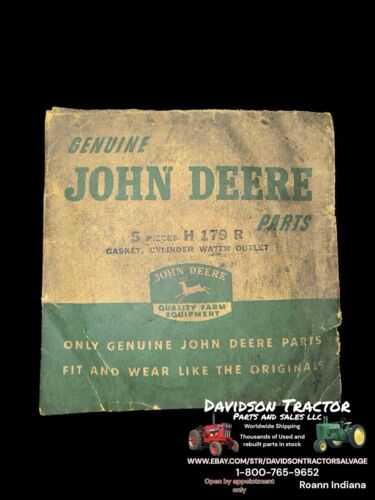 GENUINE
JOHN DEERE
PARTS
5 PIECES H 179 R
GASKET, CYLINDER WATER OUTLET
JOHN DEERE
QUALITY FARM
EQUIPMENT
ONLY GENUINE JOHN DEERE PARTS
FIT AND WEAR LIKE THE ORIGINALS
DAVIDSON TRACTOR
PARTS AND SALES LLC
Worldwide Shipping
Thousands of Used and
rebuilt parts in stock
WWW.EBAY.COM/STR/DAVIDSONTRACTORSALVAGE
1-800-765-9652
Open by appointment
only
Roann Indiana